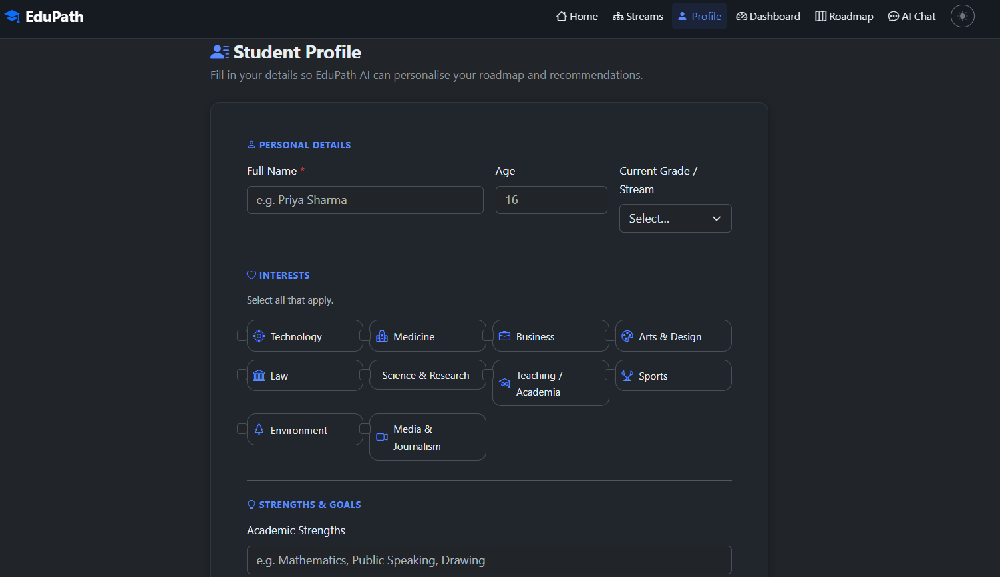 EduPath
Home Streams Profile Dashboard Roadmap AI Chat
Student Profile
Fill in your details so EduPath AI can personalise your roadmap and recommendations.
PERSONAL DETAILS
Full Name *
e.g. Priya Sharma
Age
16
Current Grade /
Stream
Select...
INTERESTS
Select all that apply.
Technology
Medicine
Business
Arts & Design
Law
Science & Research
Teaching /
Academia
Sports
Environment
Media &
Journalism
STRENGTHS & GOALS
Academic Strengths
e.g. Mathematics, Public Speaking, Drawing